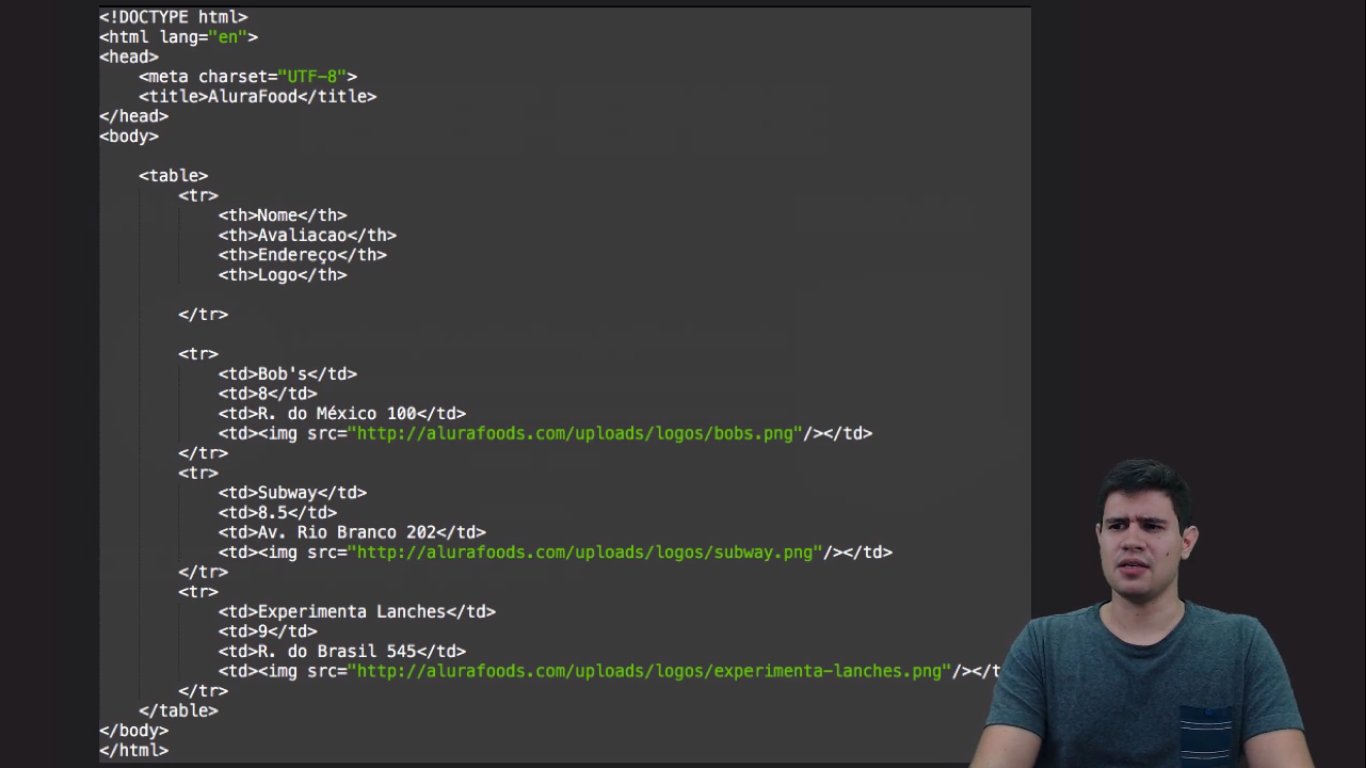 <!DOCTYPE html>
<html lang="en">
<head>
    <meta charset="UTF-8">
    <title>AluraFood</title>
</head>
<body>

    <table>
        <tr>
            <th>Nome</th>
            <th>Avaliacao</th>
            <th>Endereço</th>
            <th>Logo</th>

        </tr>

        <tr>
            <td>Bob's</td>
            <td>8</td>
            <td>R. do México 100</td>
            <td><img src="http://alurafoods.com/uploads/logos/bobs.png"/></td>
        </tr>
        <tr>
            <td>Subway</td>
            <td>8.5</td>
            <td>Av. Rio Branco 202</td>
            <td><img src="http://alurafoods.com/uploads/logos/subway.png"/></td>
        </tr>
        <tr>
            <td>Experimenta Lanches</td>
            <td>9</td>
            <td>R. do Brasil 545</td>
            <td><img src="http://alurafoods.com/uploads/logos/experimenta-lanches.png"/></t
        </tr>
    </table>
</body>
</html>